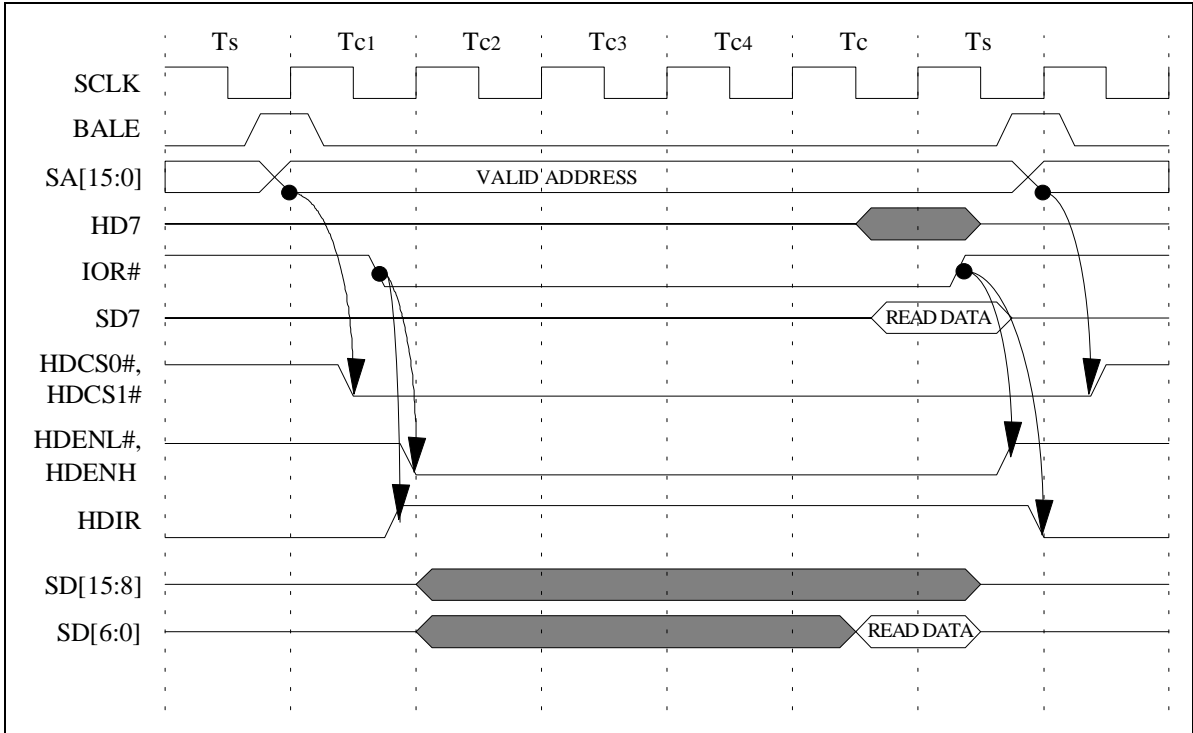 Ts Tc1 Tc2 Tc3 Tc4 Tc Ts
SCLK
BALE
SA[15:0] VALID ADDRESS
HD7
IOR#
SD7 READ DATA
HDCS0#,
HDCS1#
HDENL#,
HDENH
HDIR
SD[15:8]
SD[6:0] READ DATA